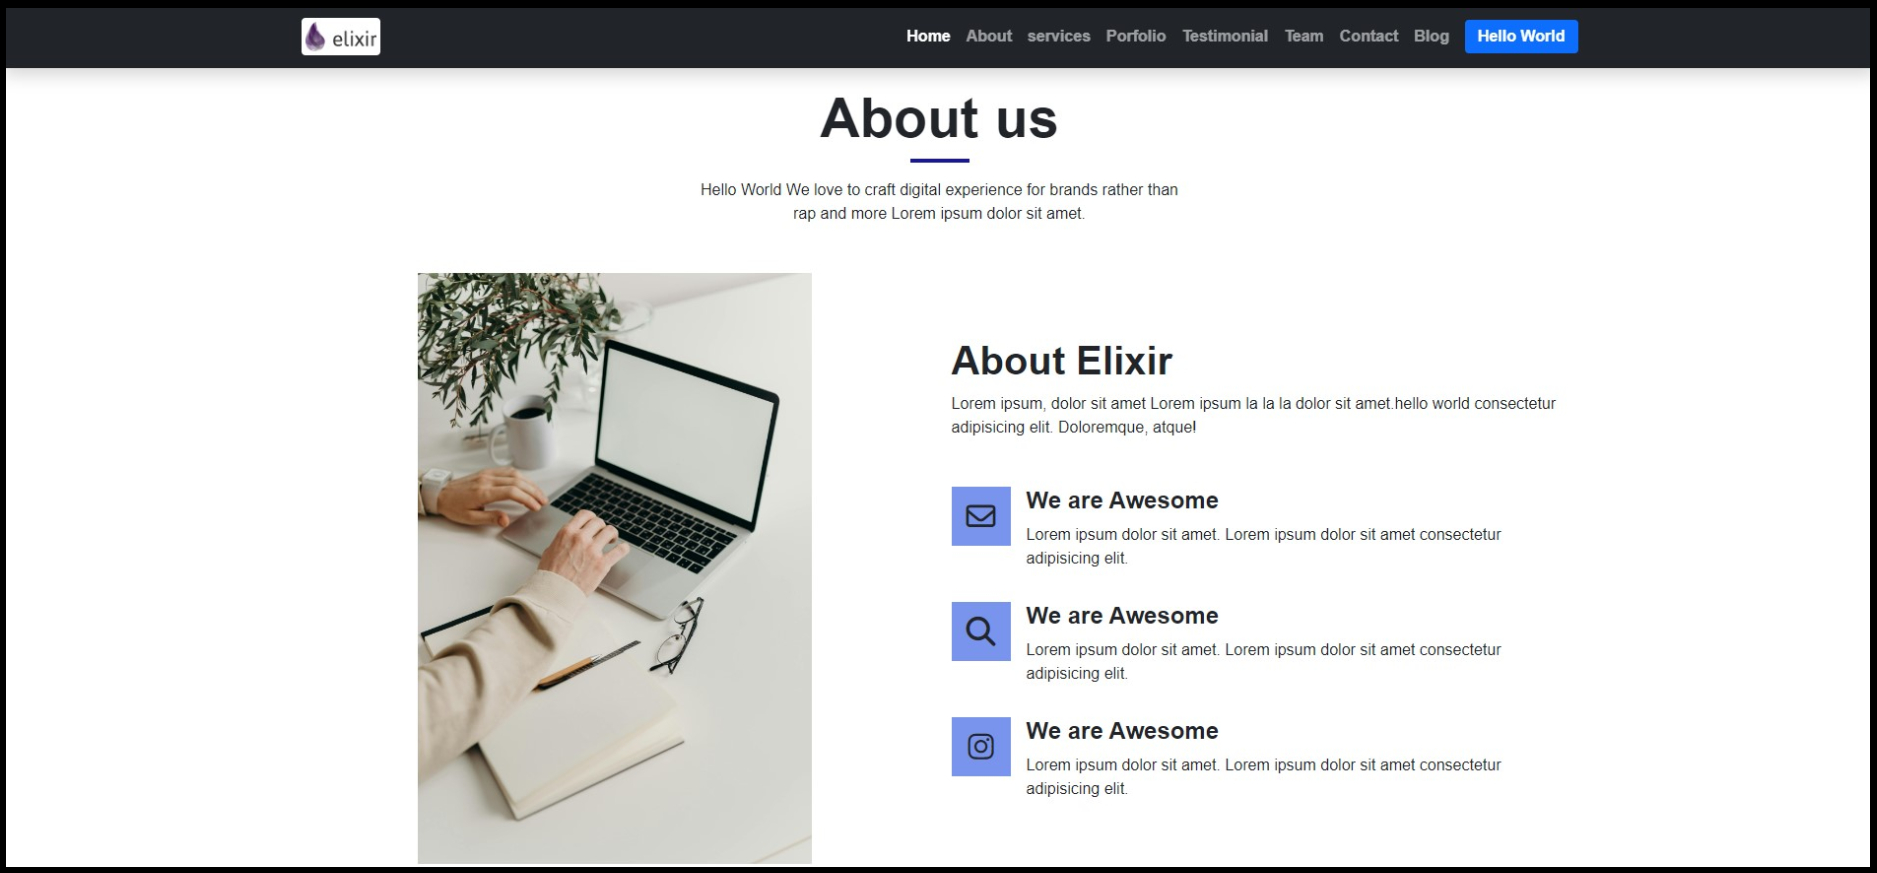 elixir
Home About services Porfolio Testimonial Team Contact Blog Hello World
About us
Hello World We love to craft digital experience for brands rather than
rap and more Lorem ipsum dolor sit amet.
About Elixir
Lorem ipsum, dolor sit amet Lorem ipsum la la la dolor sit amet.hello world consectetur
adipisicing elit. Doloremque, atque!
We are Awesome
Lorem ipsum dolor sit amet. Lorem ipsum dolor sit amet consectetur
adipisicing elit.
We are Awesome
Lorem ipsum dolor sit amet. Lorem ipsum dolor sit amet consectetur
adipisicing elit.
We are Awesome
Lorem ipsum dolor sit amet. Lorem ipsum dolor sit amet consectetur
adipisicing elit.